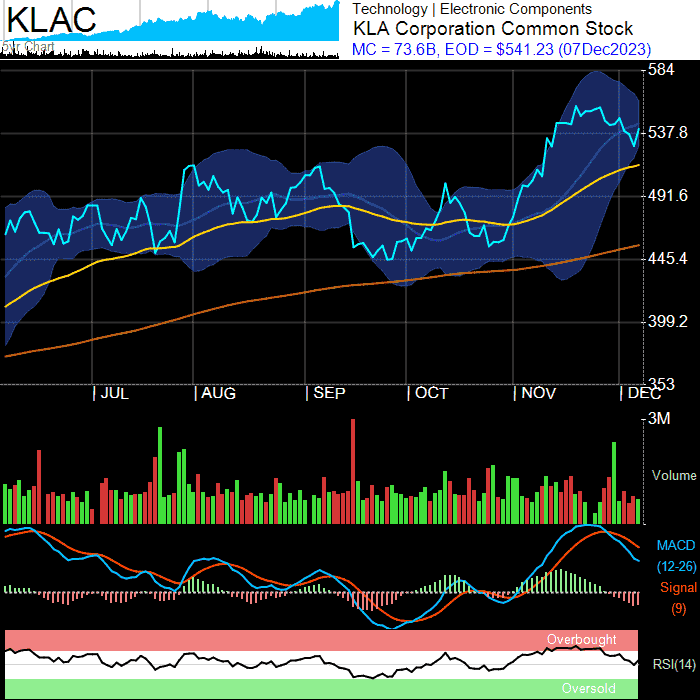 KLAC
5yr Chart
Technology | Electronic Components
KLA Corporation Common Stock
MC = 73.6B, EOD = $541.23 (07Dec2023)
584
537.8
491.6
445.4
399.2
353
JUL
AUG
SEP
OCT
NOV
DEC
3M
Volume
MACD
(12-26)
Signal
(9)
Overbought
RSI(14)
Oversold